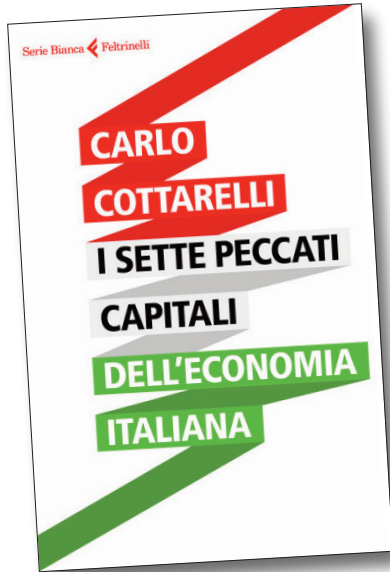 Serie Bianca Feltrinelli
CARLO
COTTARELLI
I SETTE PECCATI
CAPITALI
DELL'ECONOMIA
ITALIANA